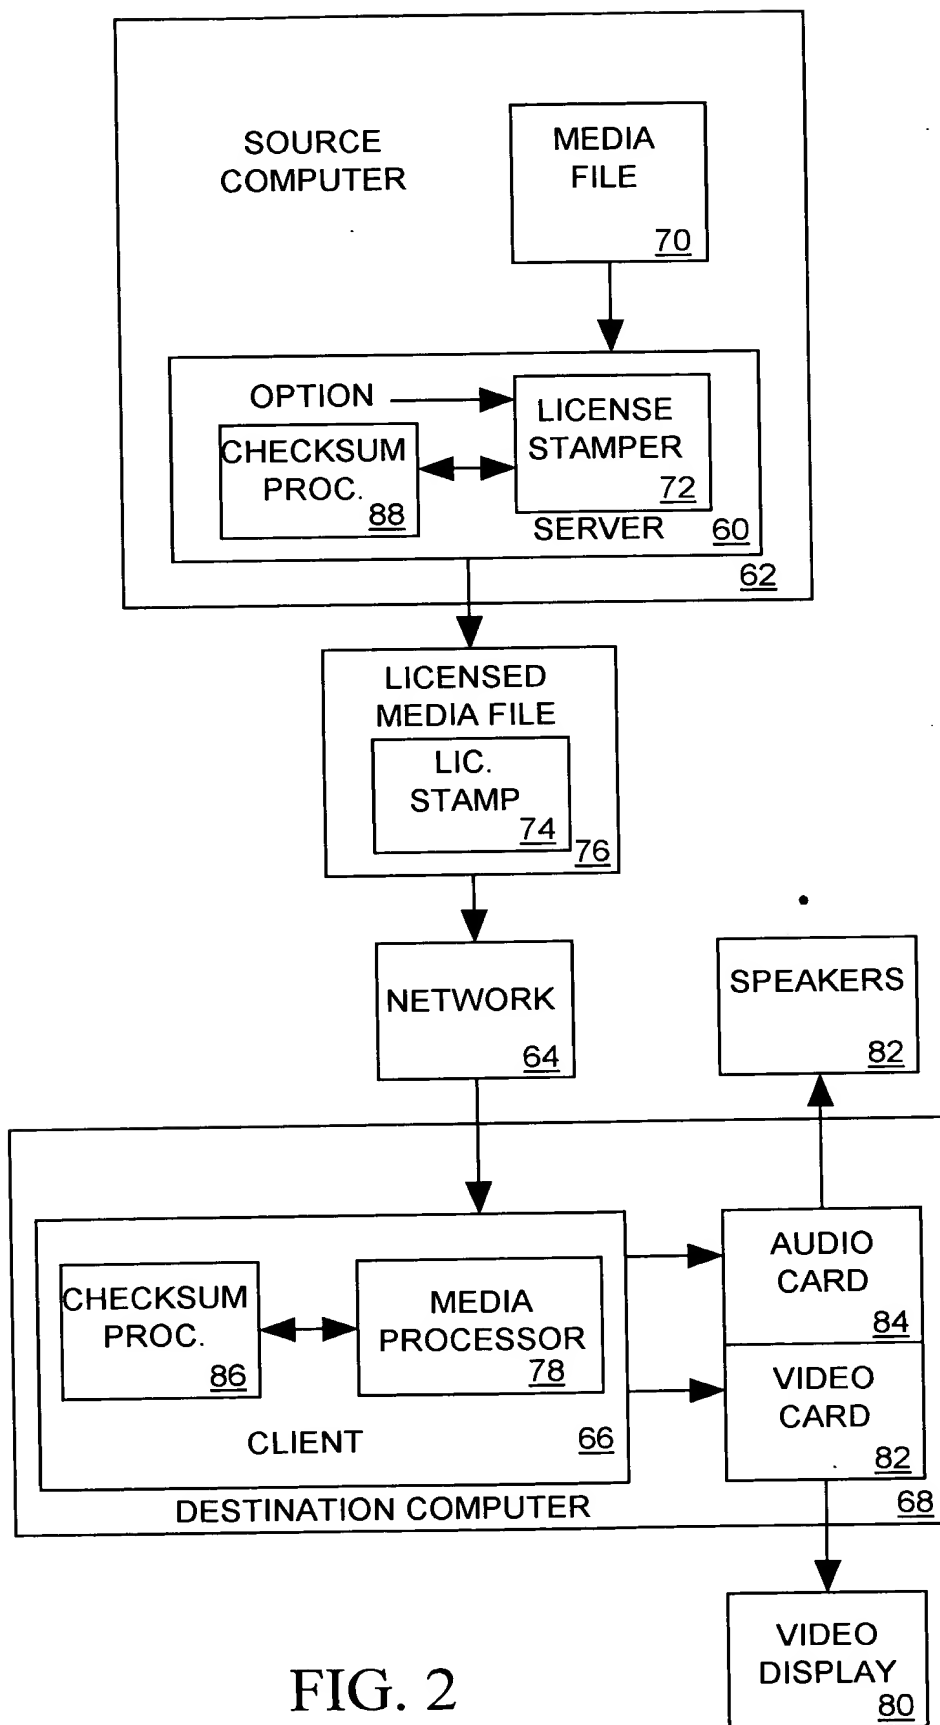 SOURCE
COMPUTER
MEDIA
FILE
70
OPTION
LICENSE
STAMPER
72
CHECKSUM
PROC.
88
SERVER
60
62
LICENSED
MEDIA FILE
LIC.
STAMP
74
76
NETWORK
64
SPEAKERS
82
CHECKSUM
PROC.
86
MEDIA
PROCESSOR
78
CLIENT
66
AUDIO
CARD
84
VIDEO
CARD
82
DESTINATION COMPUTER
68
VIDEO
DISPLAY
80
FIG. 2